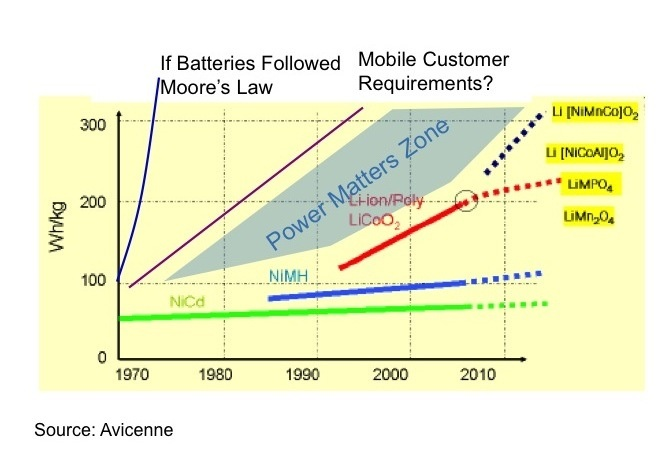 If Batteries Followed
Moore's Law
Mobile Customer
Requirements?
Li [NiMnCo]O₂
300
Power Matters Zone
Li [NiCoAl]O₂
LiMPO₄
200
Li-ion/Poly
LiCoO₂
LiMn₂O₄
Wh/kg
NiMH
100
NiCd
0
1970 1980 1990 2000 2010
Source: Avicenne